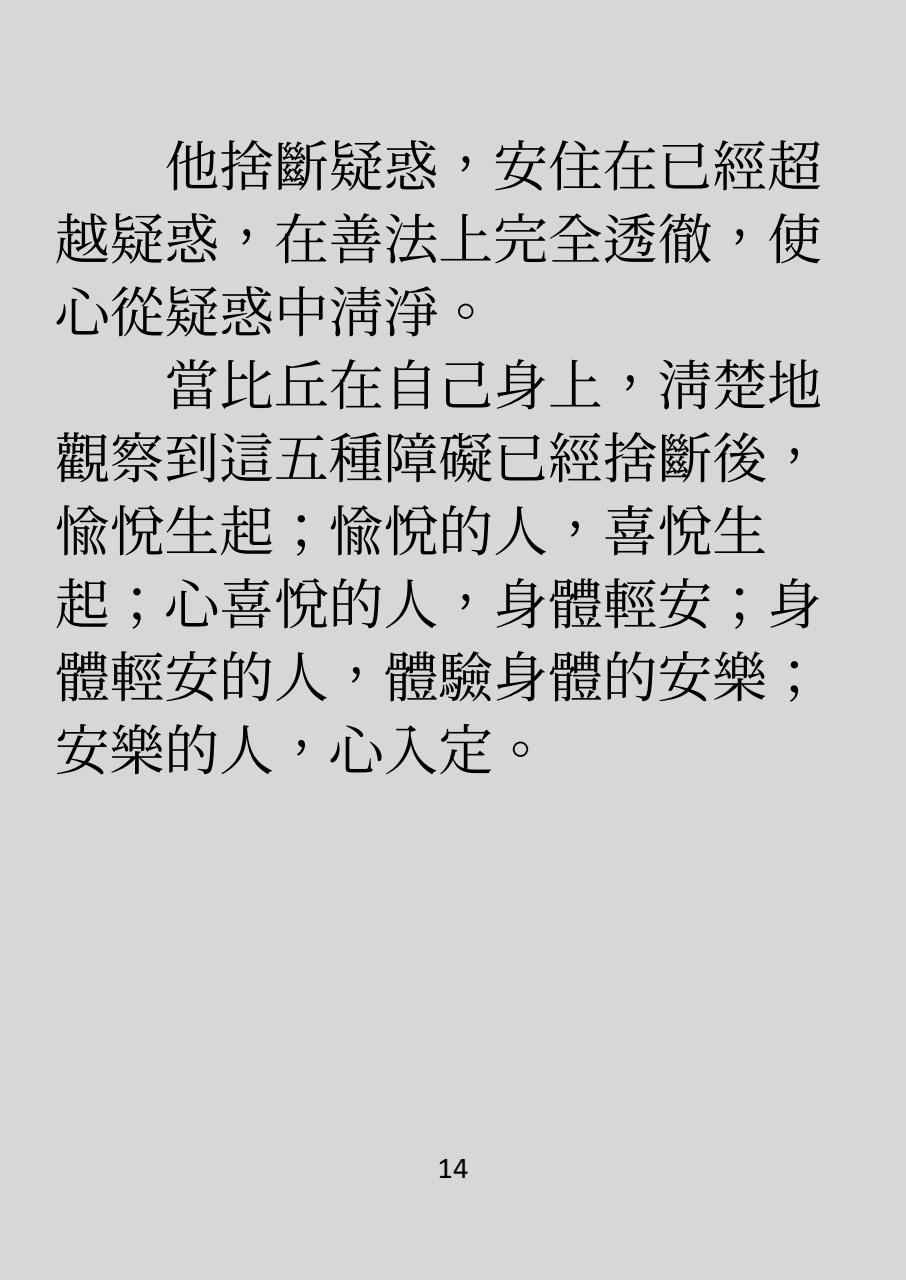 他捨斷疑惑，安住在已經超
越疑惑，在善法上完全透徹，使
心從疑惑中淸淨。
當比丘在自己身上，淸楚地
觀察到這五種障礙已經捨斷後，
愉悅生起；愉悅的人，喜悅生
起；心喜悅的人，身體輕安；身
體輕安的人，體驗身體的安樂；
安樂的人，心入定。
14